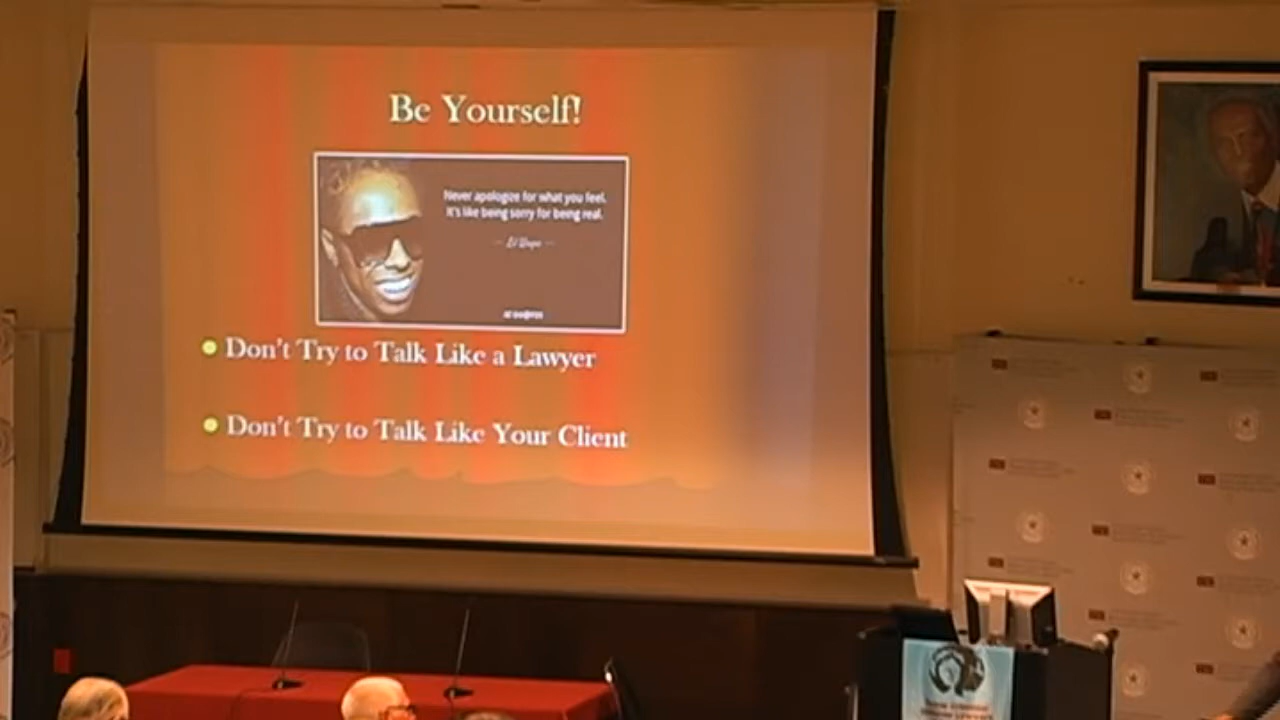 Be Yourself!
Never apologize for what you feel.
It's like being sorry for being real.
Don't Try to Talk Like a Lawyer
Don't Try to Talk Like Your Client